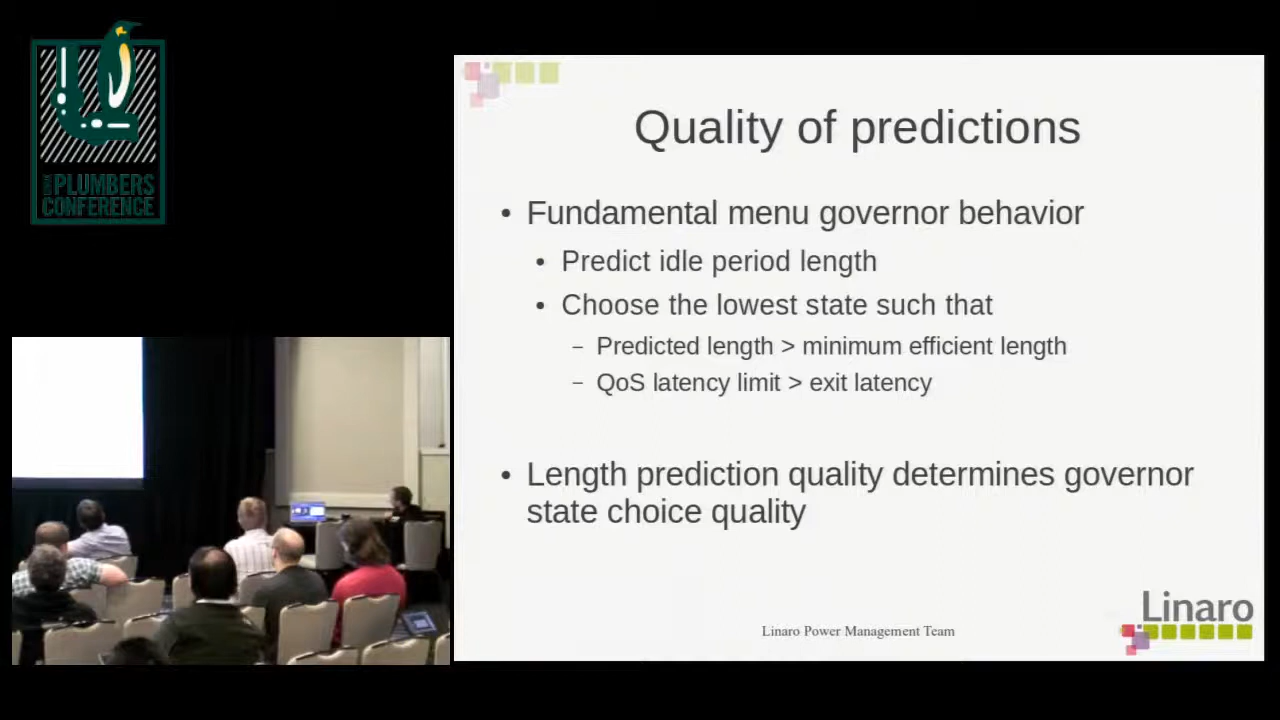 LINUX
PLUMBERS
CONFERENCE
Quality of predictions
• Fundamental menu governor behavior
• Predict idle period length
• Choose the lowest state such that
– Predicted length > minimum efficient length
– QoS latency limit > exit latency
• Length prediction quality determines governor
state choice quality
Linaro Power Management Team
Linaro